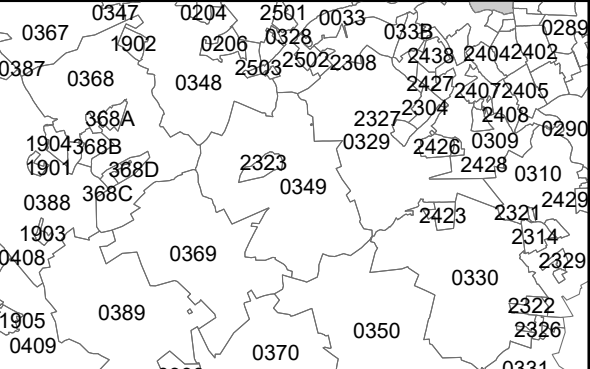 0347 0204 2501 0033
0367 0328 033B 0289
1902 0206 2438 2404 2402
0387 0368 0348 2503 2502 2308
2427 2407 2405
368A 2327 2304 2408
1904 368B 0329 2426 0309 0290
1901 368D 2323 0349 2428 0310
0388 368C 2423 2321 2429
1903 2314
0408 0369 0330 2329
1905 0389 0350 2322
0409 0370 2326
0331